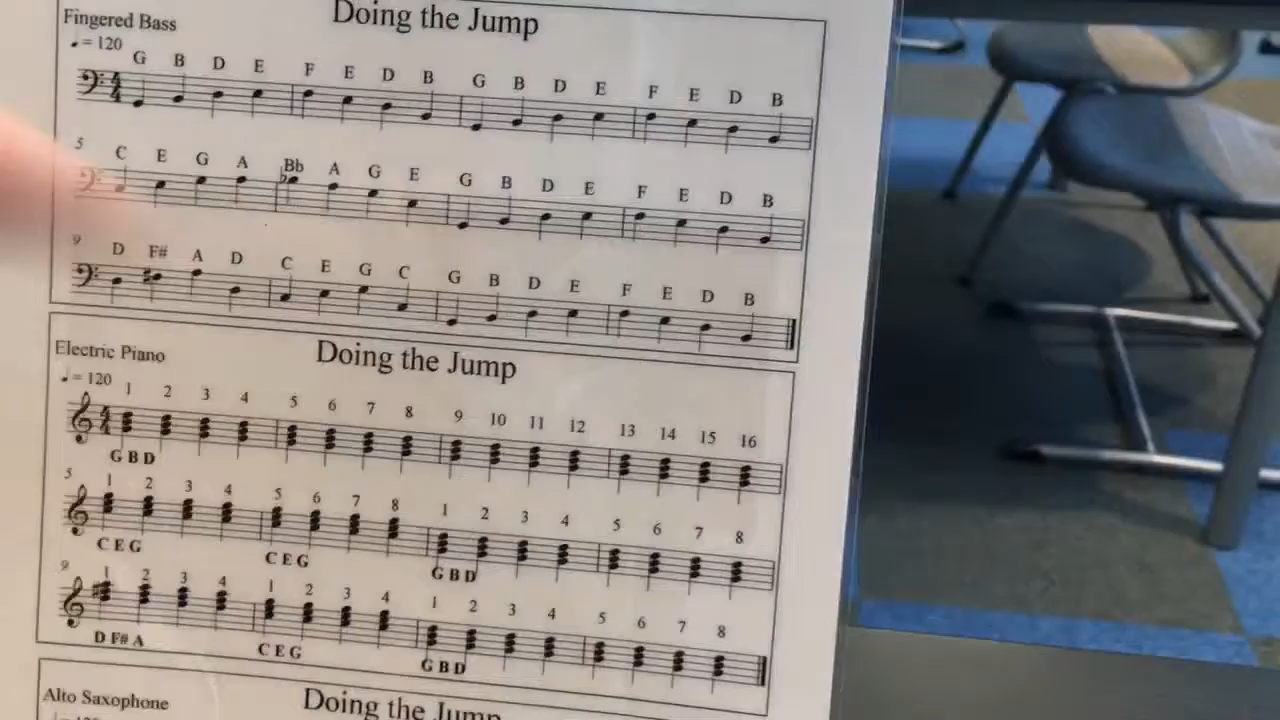 Doing the Jump
Fingered Bass
♩ = 120
G B D E F E D B G B D E F E D B
5
C E G A Bb A G E G B D E F E D B
9
D F# A D C E G C G B D E F E D B
Doing the Jump
Electric Piano
♩ = 120
1 2 3 4 5 6 7 8 9 10 11 12 13 14 15 16
G B D
5
1 2 3 4 5 6 7 8 1 2 3 4 5 6 7 8
C E G C E G G B D
9
1 2 3 4 1 2 3 4 1 2 3 4 5 6 7 8
D F# A C E G G B D
Doing the Jump
Alto Saxophone